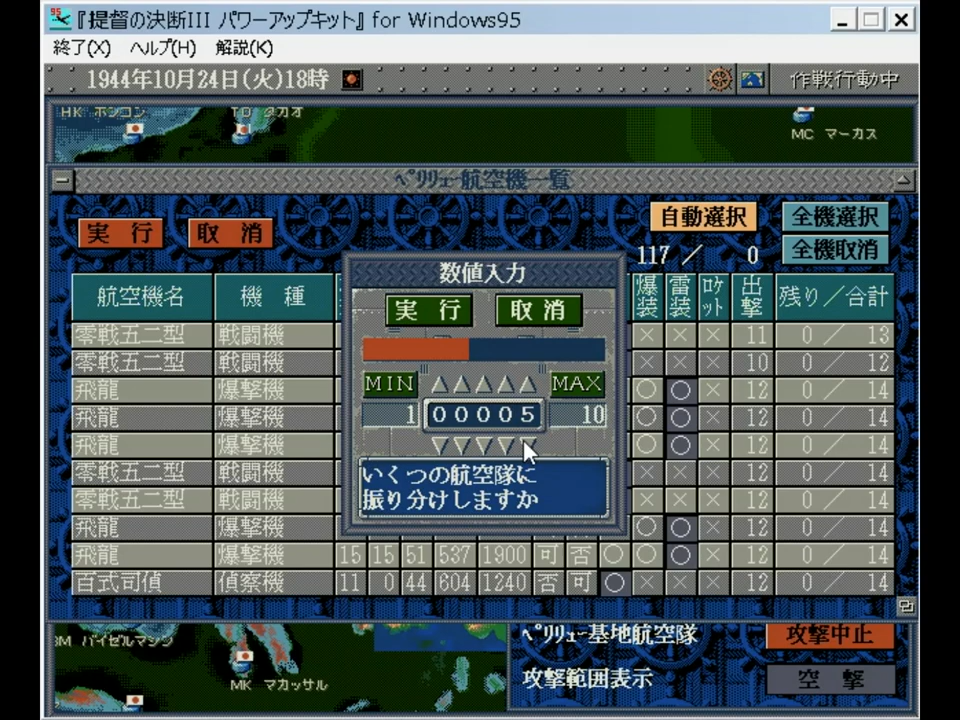 『提督の決断III パワーアップキット』 for Windows95
終了(X) ヘルプ(H) 解説(K)
1944年10月24日(火)18時 作戦行動中
HK ホンコン TO タカオ
MC マーカス
ペリリュー航空機一覧
実行 取消 自動選択 全機選択
117 / 0 全機取消
航空機名 機種 爆装 雷装 ロケット 出撃 残り/合計
零戦五二型 戦闘機 × × × 11 0 / 13
零戦五二型 戦闘機 × × × 10 0 / 12
飛龍 爆撃機 ○ ○ × 12 0 / 14
飛龍 爆撃機 ○ ○ × 12 0 / 14
飛龍 爆撃機 ○ ○ × 12 0 / 14
零戦五二型 戦闘機 × × × 12 0 / 14
零戦五二型 戦闘機 × × × 12 0 / 14
飛龍 爆撃機 ○ ○ × 12 0 / 14
飛龍 爆撃機 15 15 51 537 1900 可 否 ○ ○ ○ × 12 0 / 14
百式司偵 偵察機 11 0 44 604 1240 否 可 ○ × × × 12 0 / 14
数値入力
実行 取消
MIN MAX
1 00005 10
いくつの航空隊に
振り分けしますか
BM バイゼルマシン
MK マカッサル
ペリリュー基地航空隊 攻撃中止
攻撃範囲表示 空撃